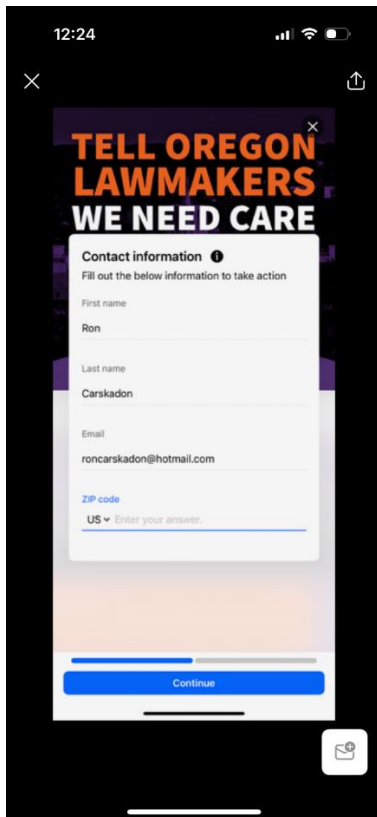 12:24
TELL OREGON
LAWMAKERS
WE NEED CARE
Contact information
Fill out the below information to take action
First name
Ron
Last name
Carskadon
Email
roncarskadon@hotmail.com
ZIP code
US Enter your answer.
Continue